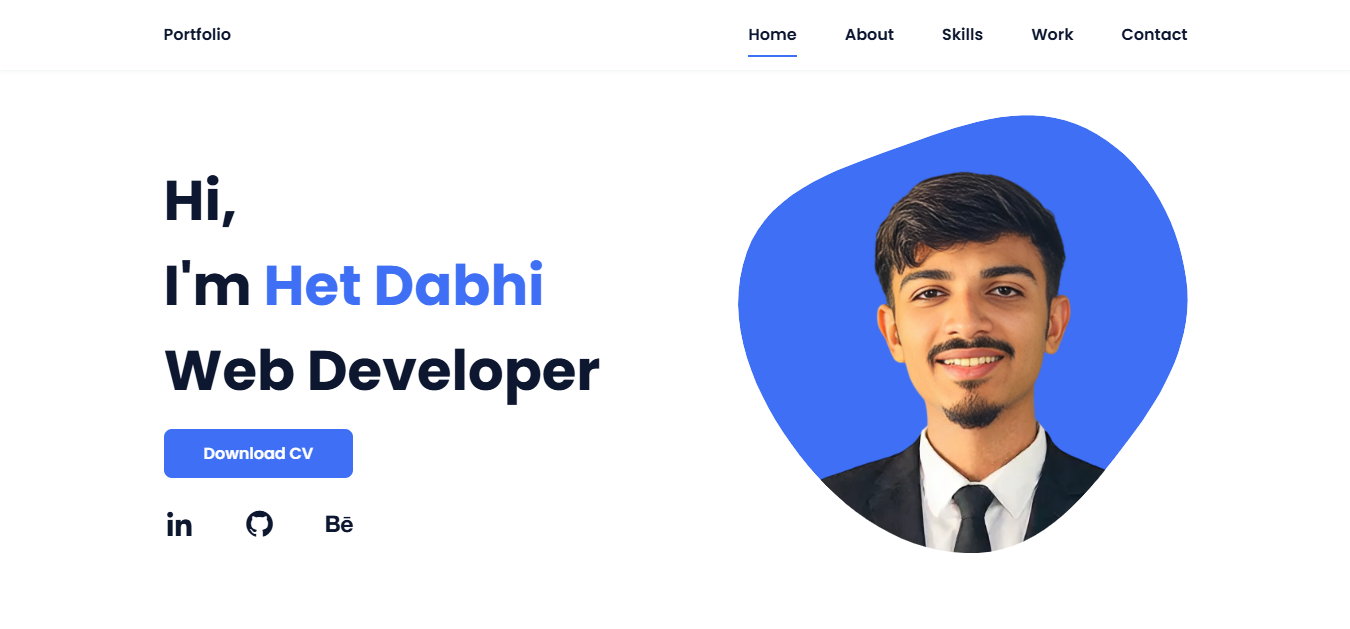 Portfolio
Home About Skills Work Contact
Hi,
I'm Het Dabhi
Web Developer
Download CV
in
Bē